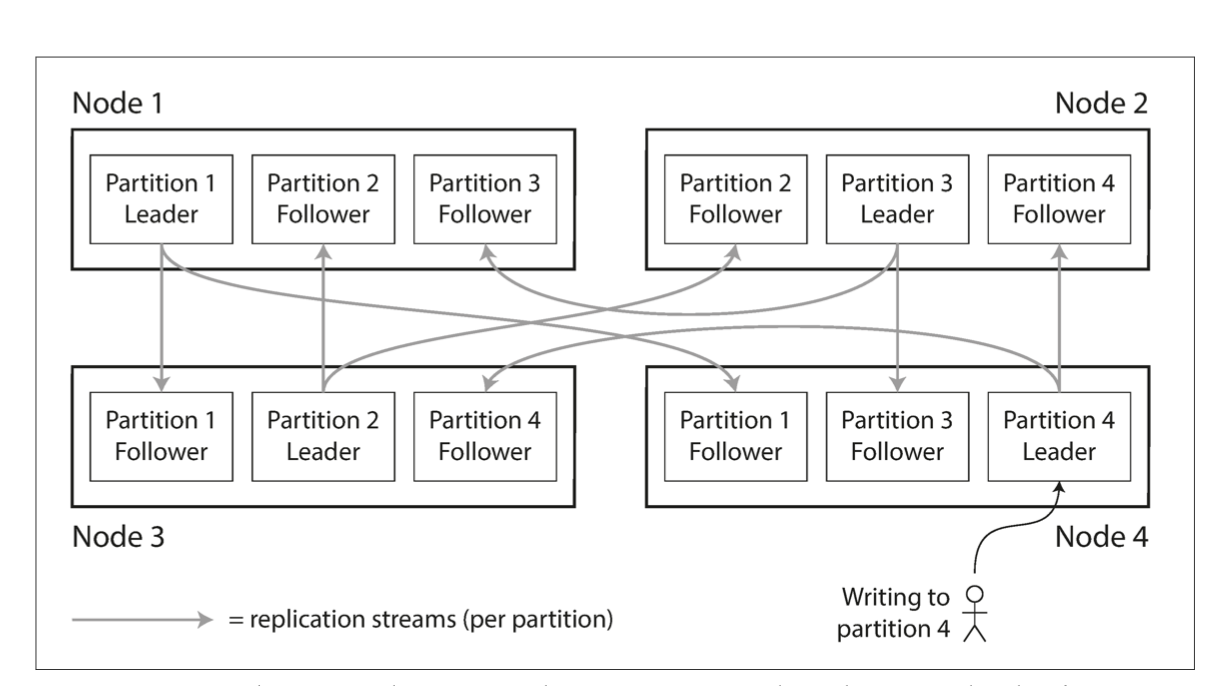 Node 1
Node 2
Partition 1
Leader
Partition 2
Follower
Partition 3
Follower
Partition 2
Follower
Partition 3
Leader
Partition 4
Follower
Partition 1
Follower
Partition 2
Leader
Partition 4
Follower
Partition 1
Follower
Partition 3
Follower
Partition 4
Leader
Node 3
Node 4
Writing to
partition 4
= replication streams (per partition)